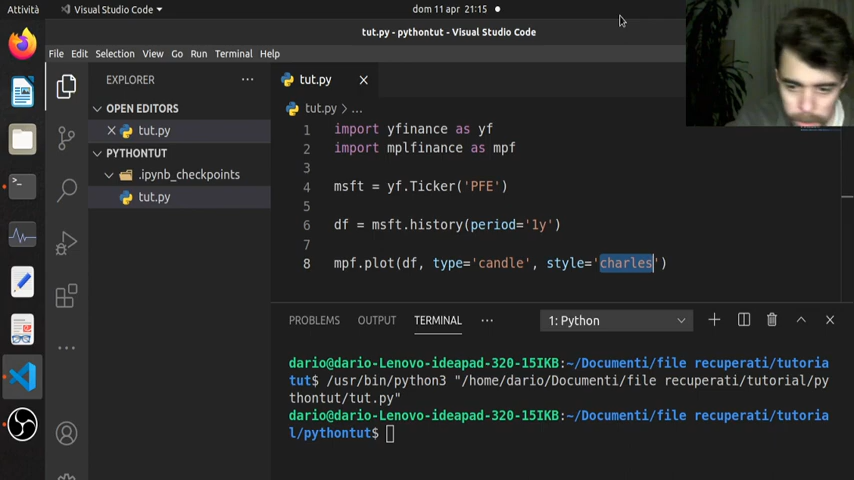 Attività
Visual Studio Code
dom 11 apr 21:15
tut.py - pythontut - Visual Studio Code
File Edit Selection View Go Run Terminal Help
EXPLORER ...
OPEN EDITORS
tut.py
PYTHONTUT
.ipynb_checkpoints
tut.py
tut.py
tut.py > ...
1 import yfinance as yf
2 import mplfinance as mpf
3
4 msft = yf.Ticker('PFE')
5
6 df = msft.history(period='1y')
7
8 mpf.plot(df, type='candle', style='charles')
PROBLEMS OUTPUT TERMINAL ... 1: Python
dario@dario-Lenovo-ideapad-320-15IKB:~/Documenti/file recuperati/tutoria
tut$ /usr/bin/python3 "/home/dario/Documenti/file recuperati/tutorial/py
thontut/tut.py"
dario@dario-Lenovo-ideapad-320-15IKB:~/Documenti/file recuperati/tutoria
l/pythontut$